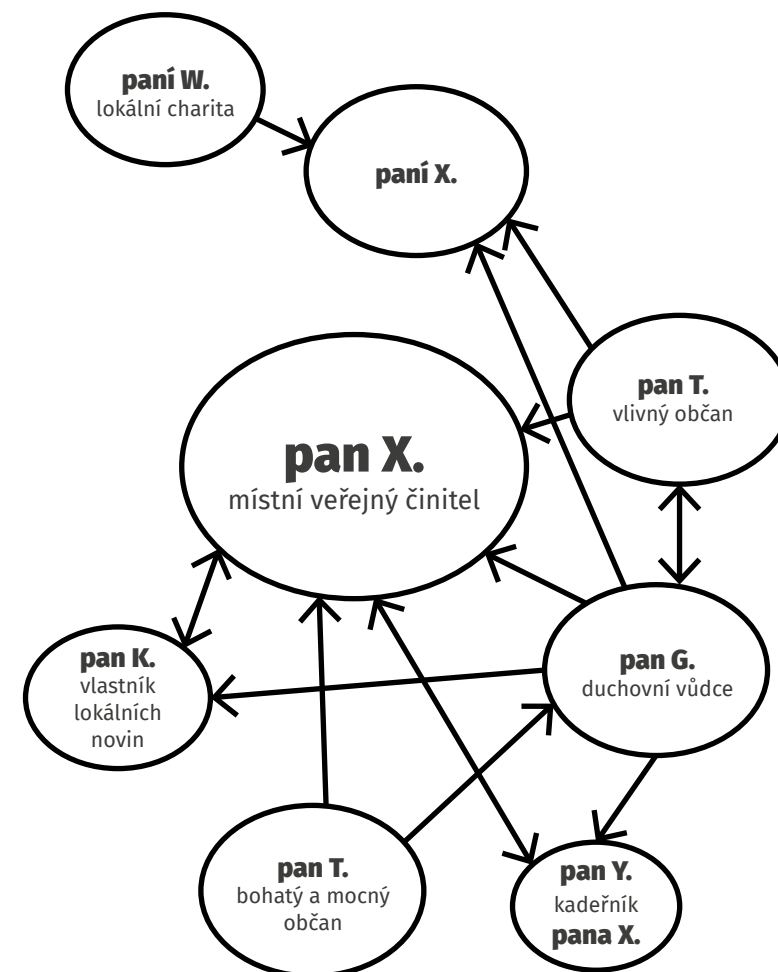 paní W.
lokální charita
paní X.
pan T.
vlivný občan
pan X.
místní veřejný činitel
pan K.
vlastník
lokálních
novin
pan G.
duchovní vůdce
pan T.
bohatý a mocný
občan
pan Y.
kadeřník
pana X.